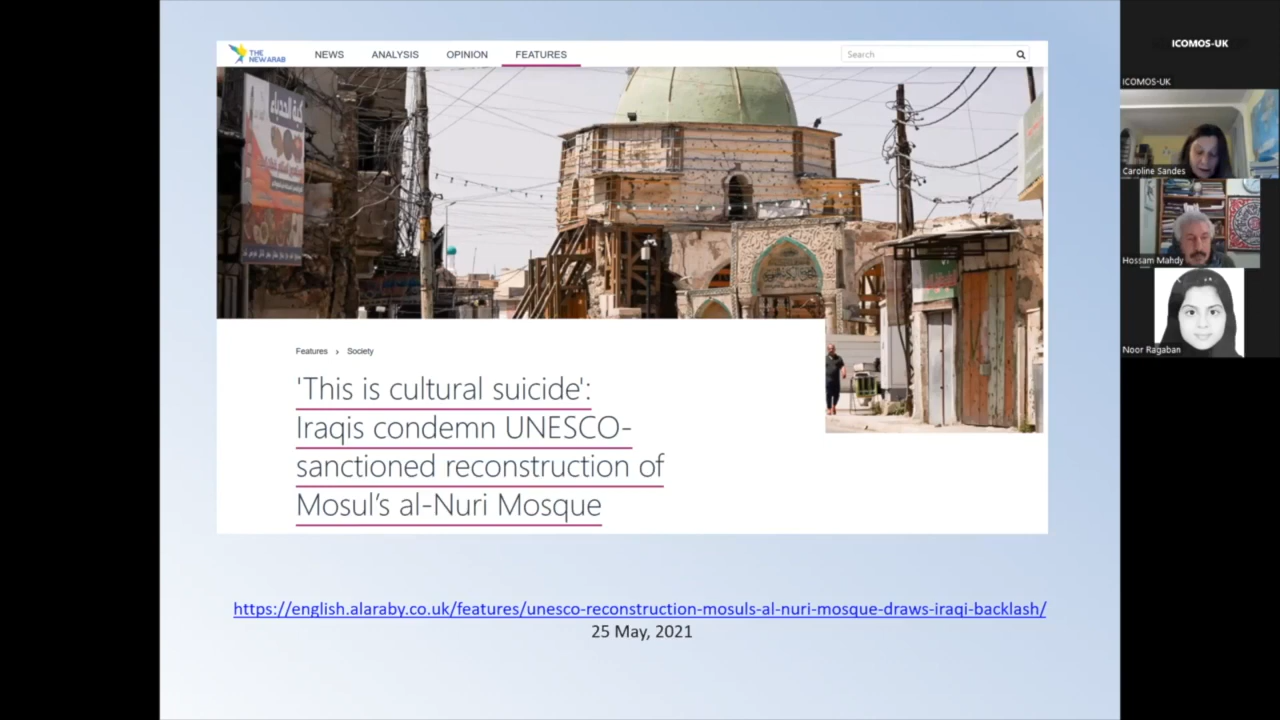 THE
NEW ARAB
NEWS
ANALYSIS
OPINION
FEATURES
Search
Features › Society
'This is cultural suicide':
Iraqis condemn UNESCO-
sanctioned reconstruction of
Mosul's al-Nuri Mosque
https://english.alaraby.co.uk/features/unesco-reconstruction-mosuls-al-nuri-mosque-draws-iraqi-backlash/
25 May, 2021
ICOMOS-UK
ICOMOS-UK
Caroline Sandes
Hossam Mahdy
Noor Ragaban